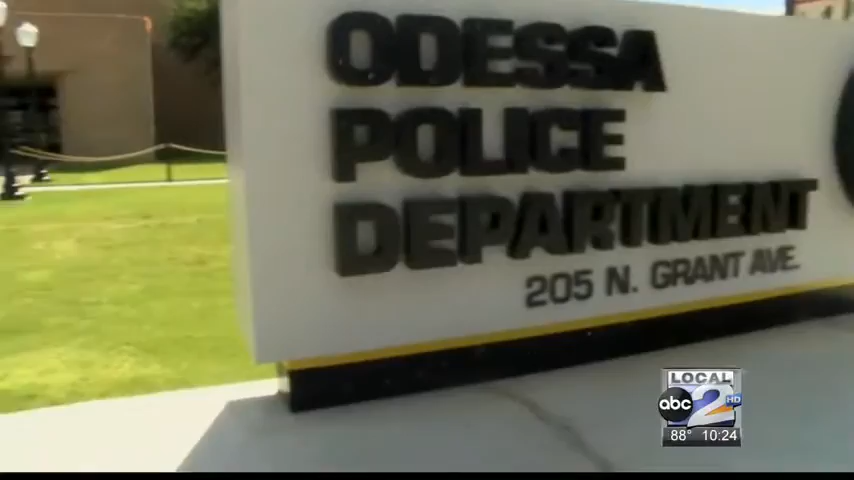 ODESSA
POLICE
DEPARTMENT
205 N. GRANT AVE.
LOCAL
abc 2 HD
88° 10:24